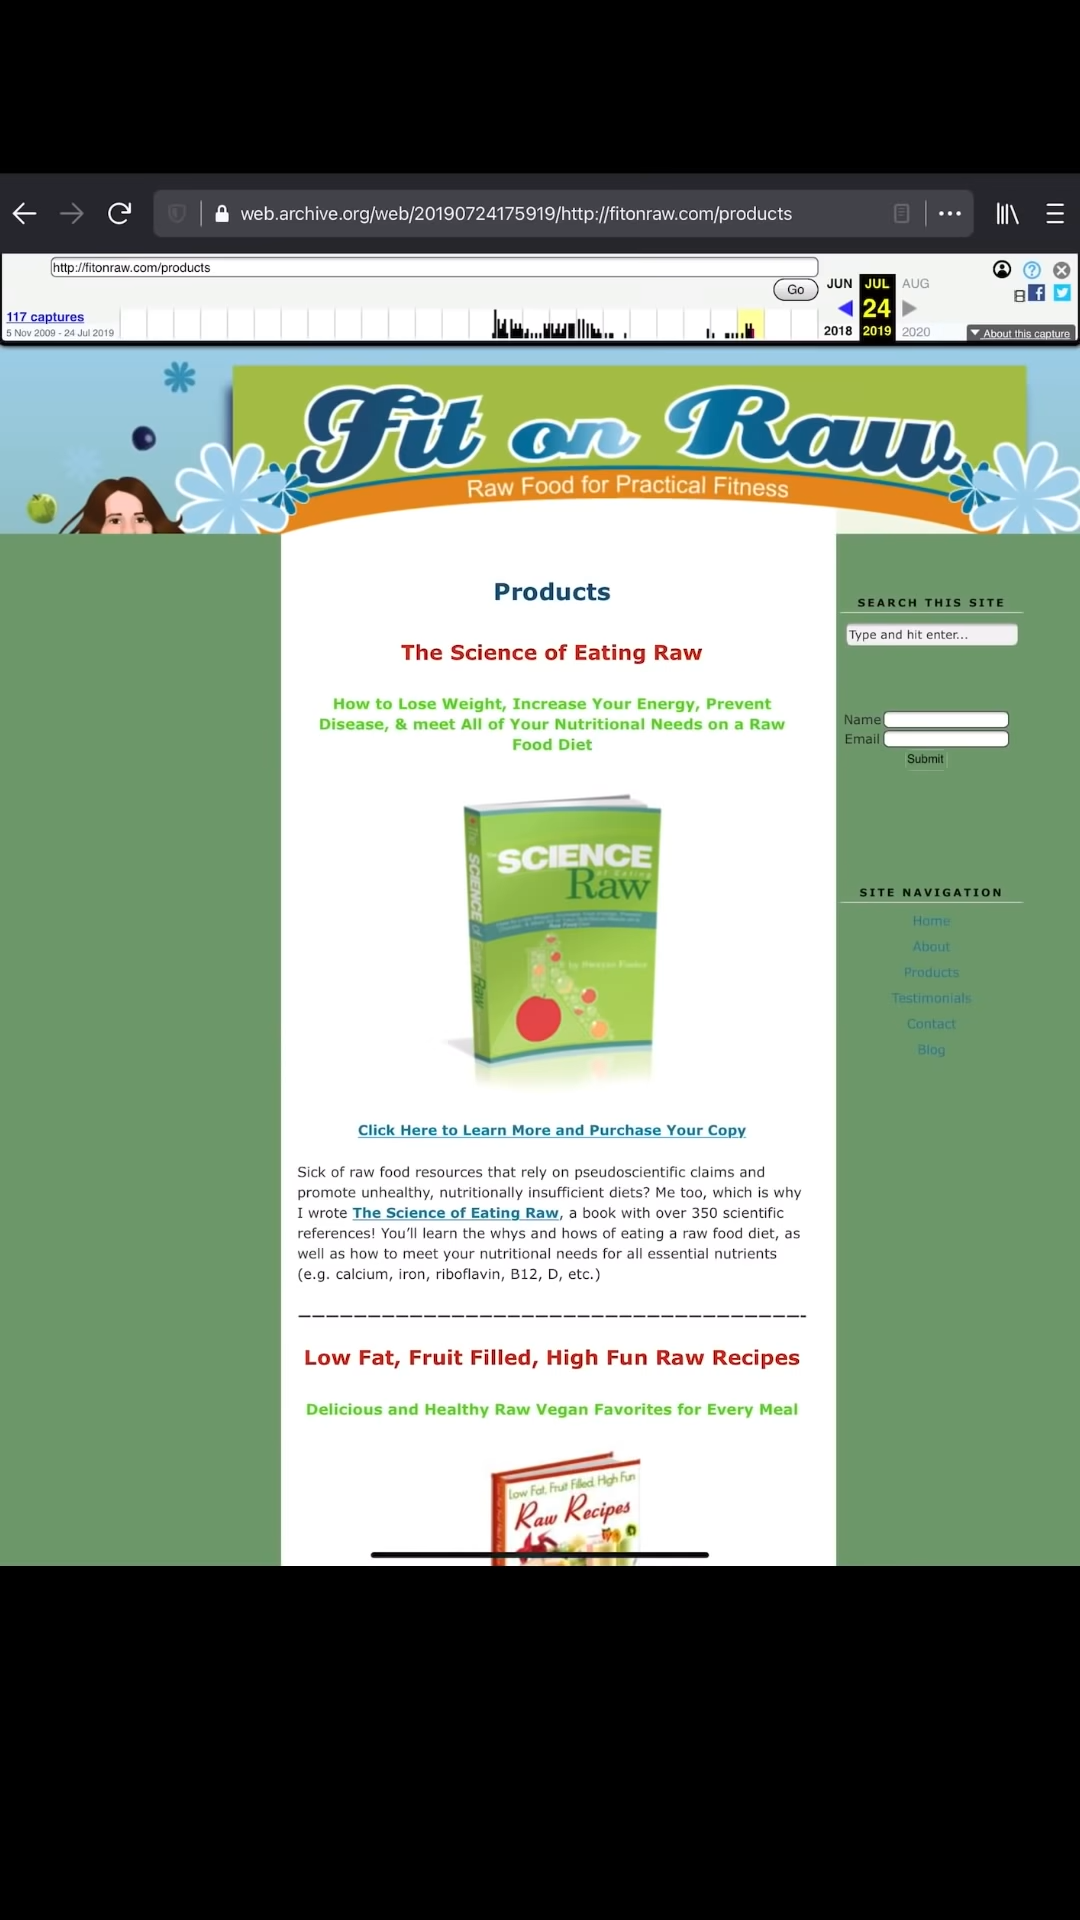 web.archive.org/web/20190724175919/http://fitonraw.com/products
http://fitonraw.com/products
Go
JUN
JUL
AUG
117 captures
24
5 Nov 2009 - 24 Jul 2019
2018
2019
2020
About this capture
Fit on Raw
Raw Food for Practical Fitness
Products
The Science of Eating Raw
How to Lose Weight, Increase Your Energy, Prevent
Disease, & meet All of Your Nutritional Needs on a Raw
Food Diet
The SCIENCE
of Eating
Raw
SCIENCE of Eating Raw
Click Here to Learn More and Purchase Your Copy
Sick of raw food resources that rely on pseudoscientific claims and
promote unhealthy, nutritionally insufficient diets? Me too, which is why
I wrote The Science of Eating Raw, a book with over 350 scientific
references! You’ll learn the whys and hows of eating a raw food diet, as
well as how to meet your nutritional needs for all essential nutrients
(e.g. calcium, iron, riboflavin, B12, D, etc.)
Low Fat, Fruit Filled, High Fun Raw Recipes
Delicious and Healthy Raw Vegan Favorites for Every Meal
Low Fat, Fruit Filled, High Fun
Raw Recipes
SEARCH THIS SITE
Type and hit enter...
Name
Email
Submit
SITE NAVIGATION
Home
About
Products
Testimonials
Contact
Blog